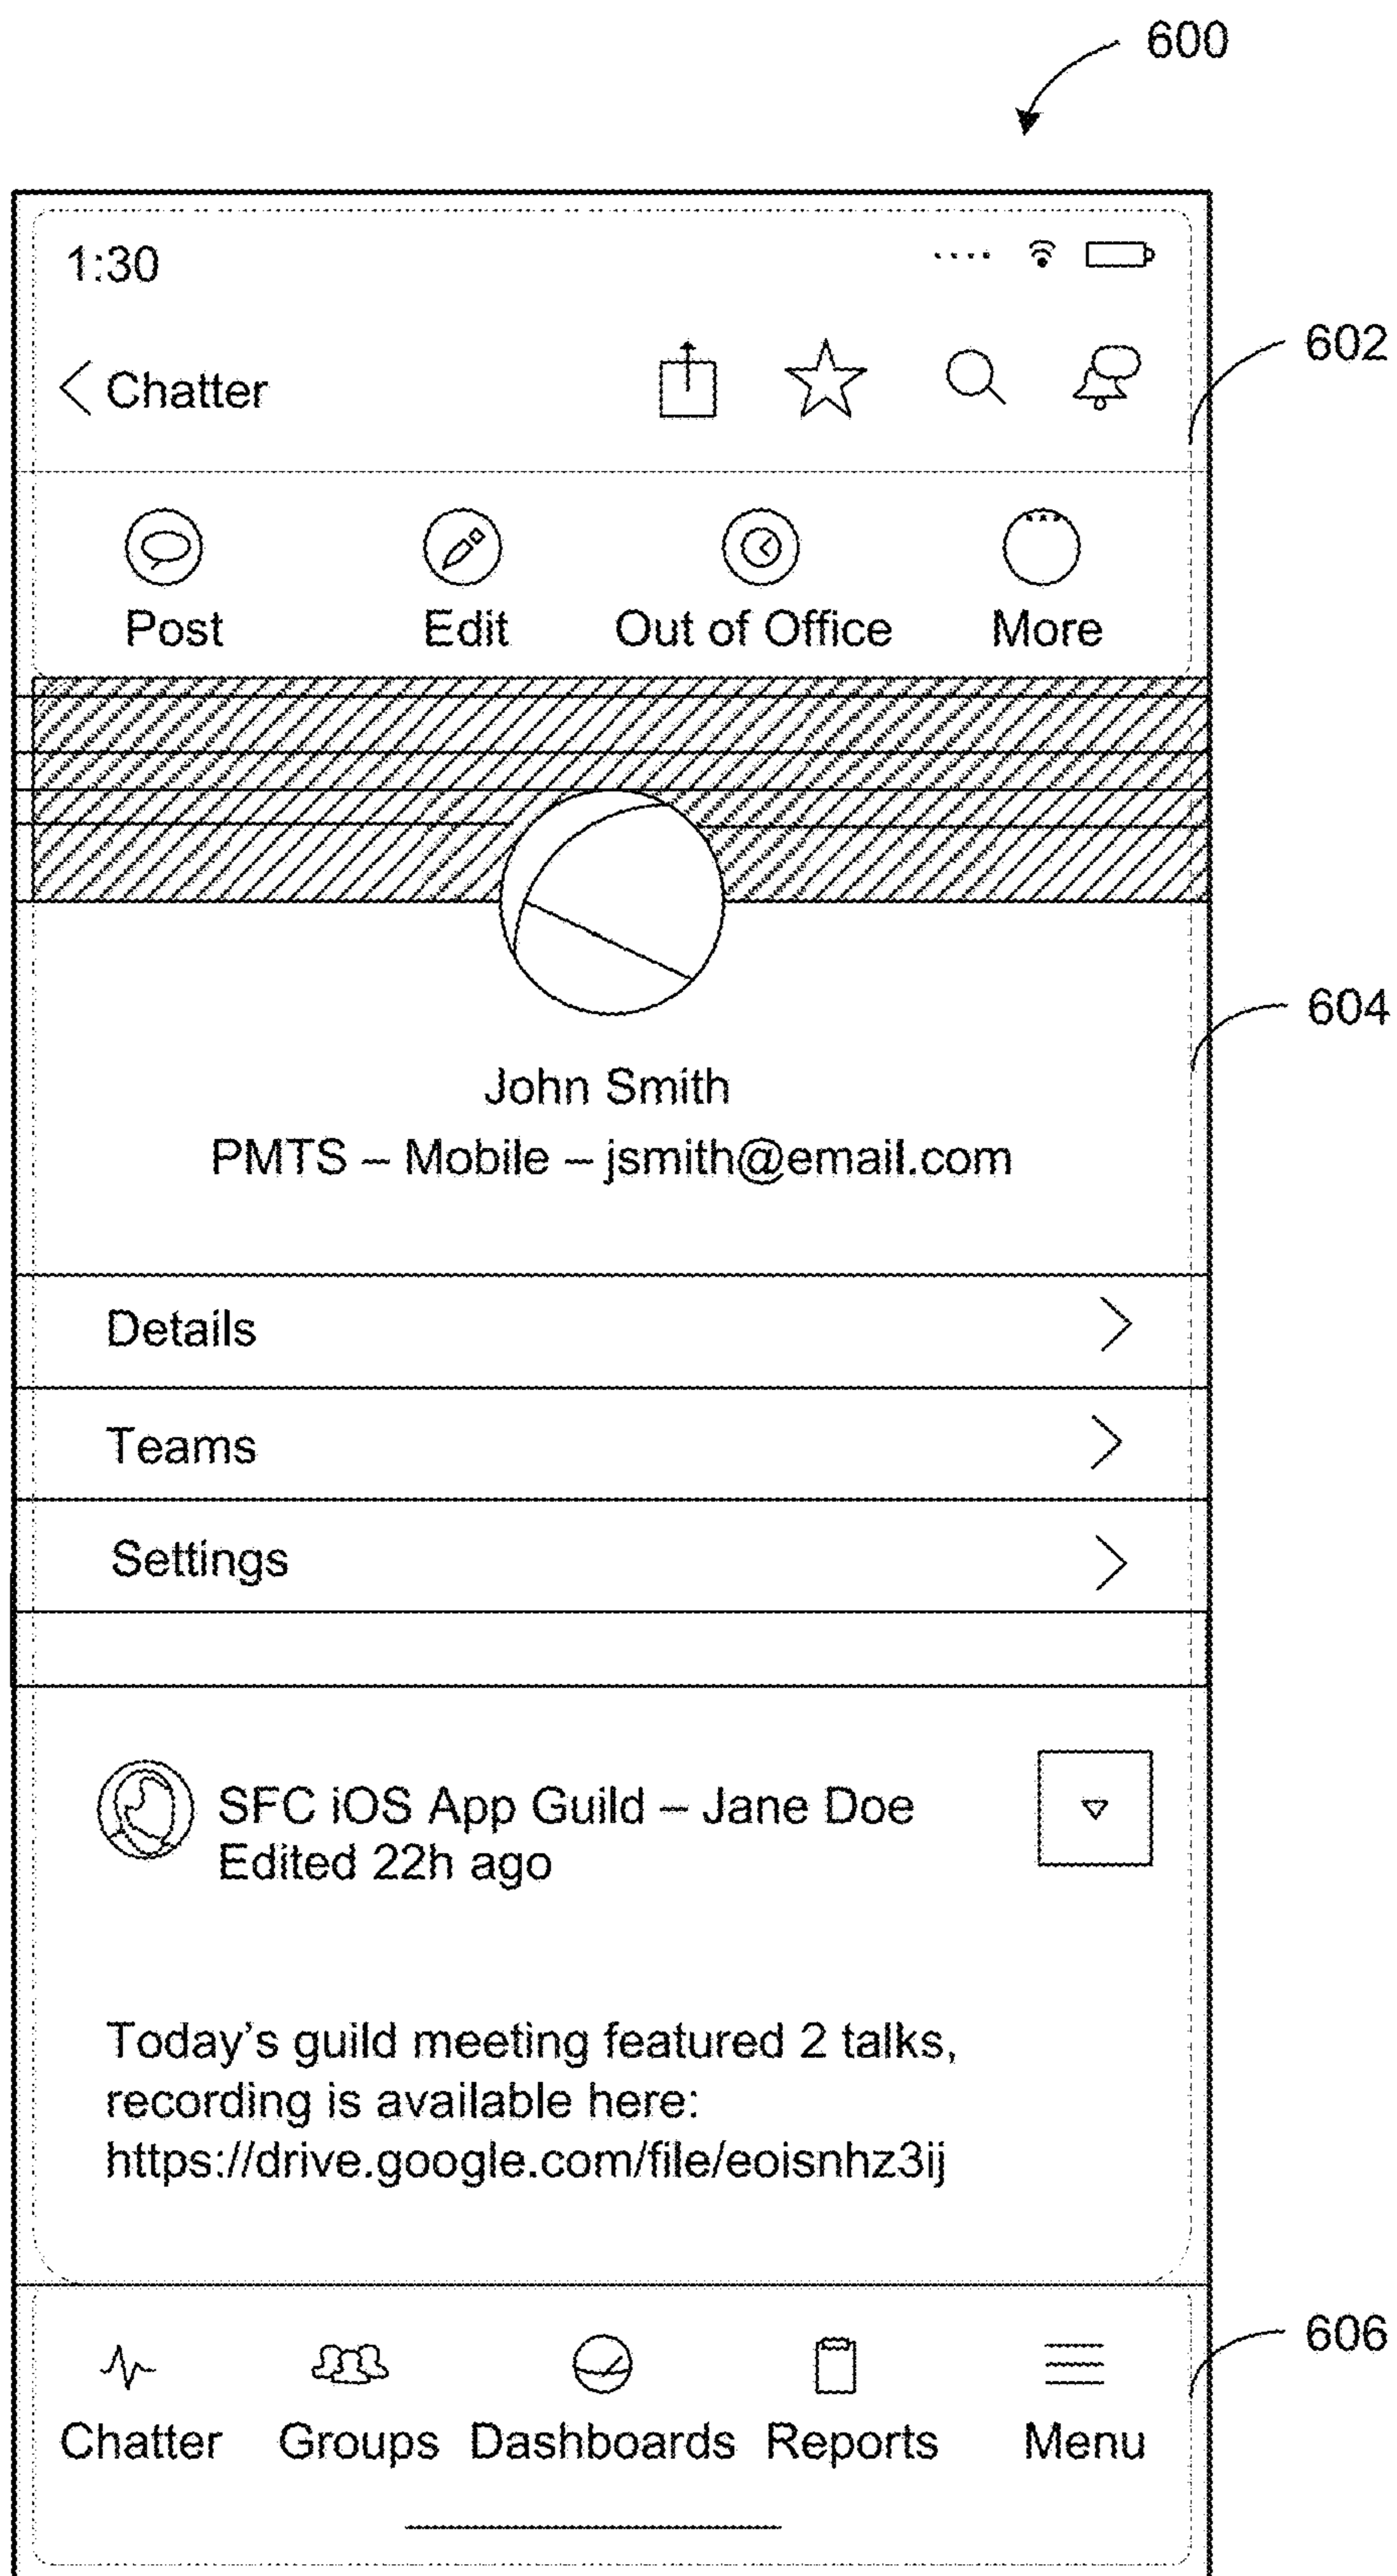 600
1:30
602
Chatter
Post Edit Out of Office More
604
John Smith
PMTS – Mobile – jsmith@email.com
Details
Teams
Settings
SFC iOS App Guild – Jane Doe
Edited 22h ago
Today's guild meeting featured 2 talks,
recording is available here:
https://drive.google.com/file/eoisnhz3ij
606
Chatter Groups Dashboards Reports Menu